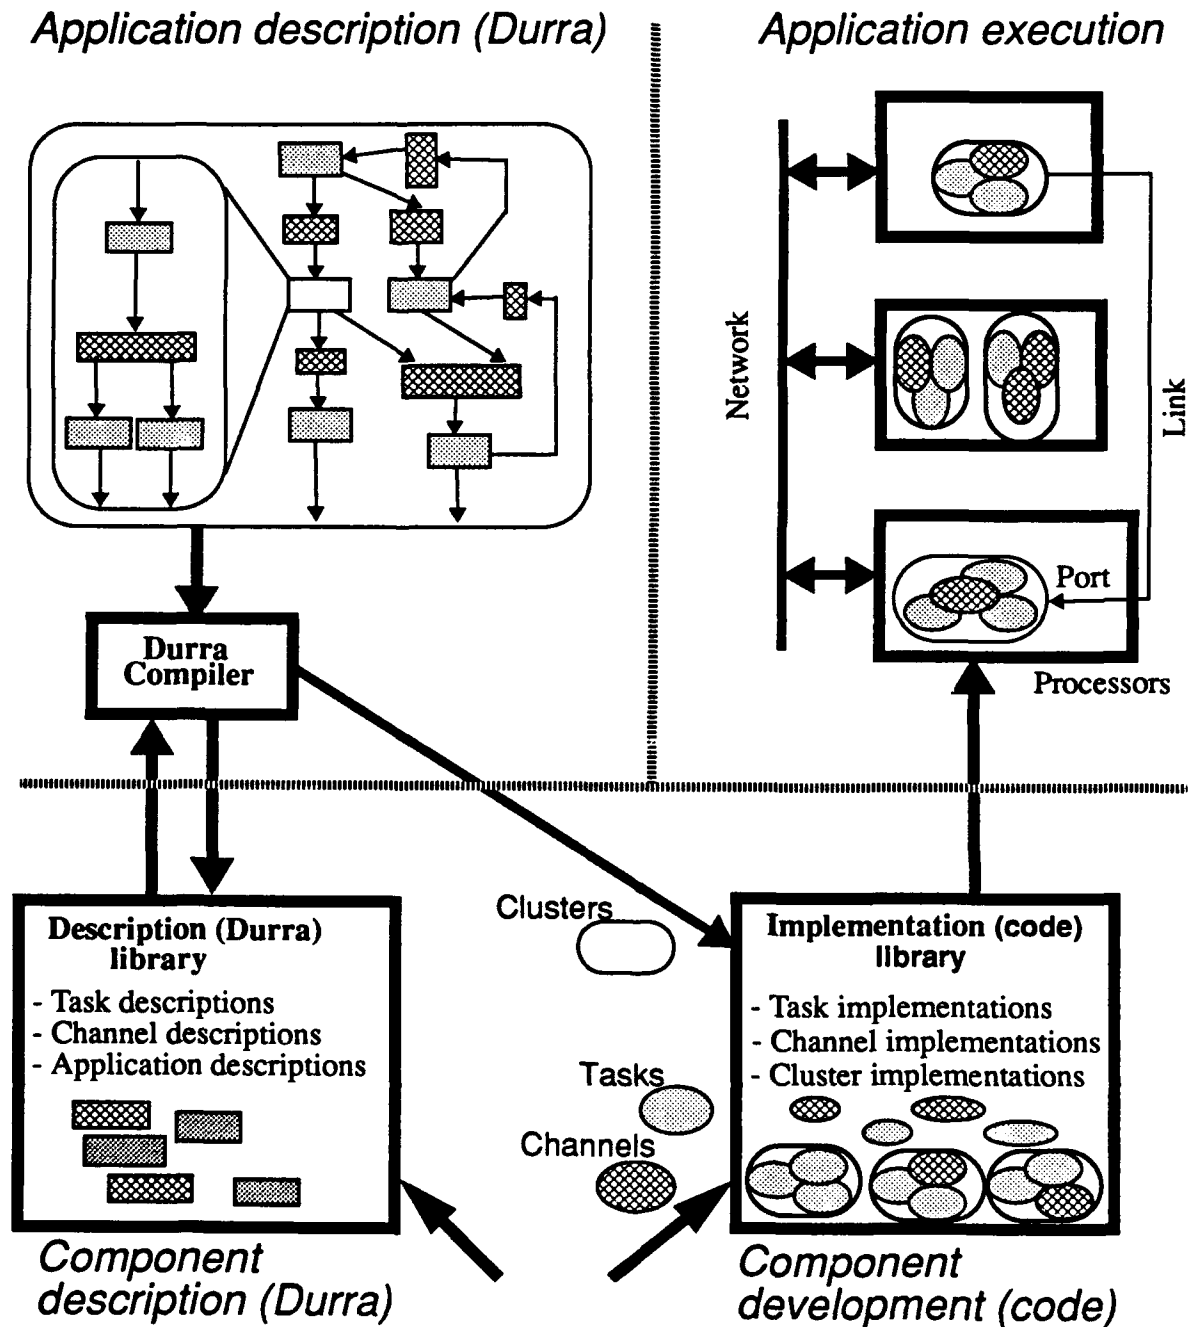 Application description (Durra)
Application execution
Network
Link
Port
Processors
Durra
Compiler
Description (Durra)
library
- Task descriptions
- Channel descriptions
- Application descriptions
Clusters
Tasks
Channels
Implementation (code)
library
- Task implementations
- Channel implementations
- Cluster implementations
Component
description (Durra)
Component
development (code)